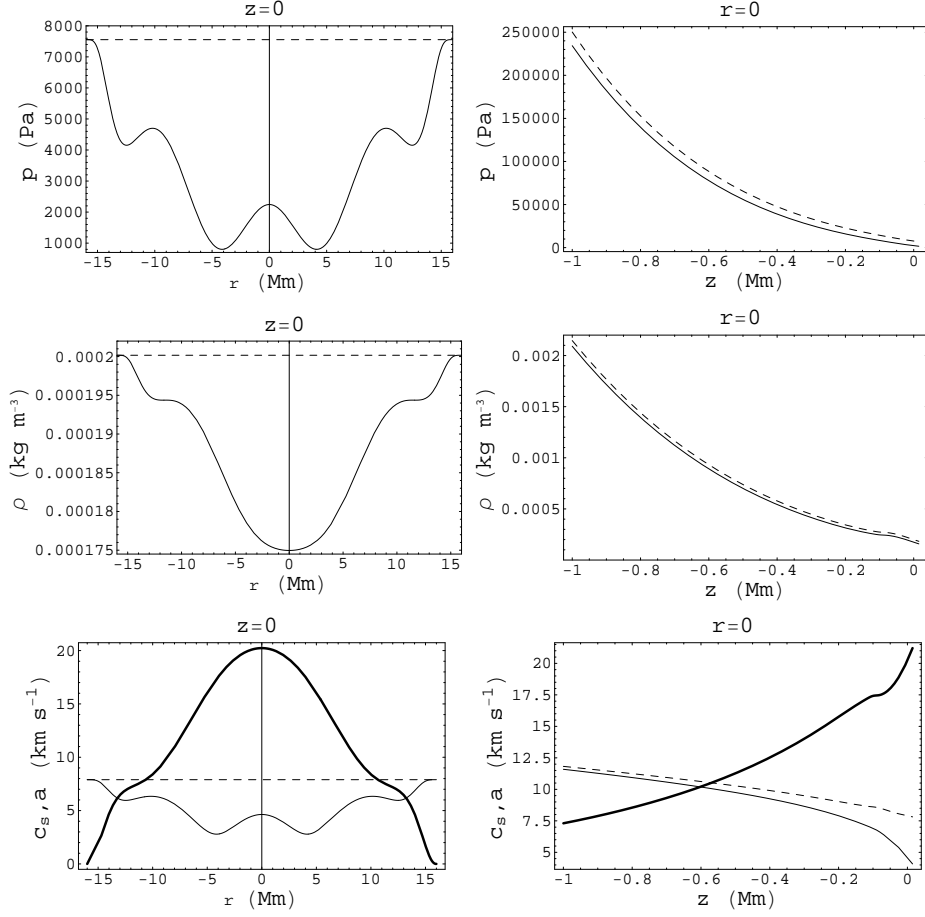 z=0
p (Pa)
8000
7000
6000
5000
4000
3000
2000
1000
-15 -10 -5 0 5 10 15
r (Mm)
r=0
p (Pa)
250000
200000
150000
100000
50000
0
-1 -0.8 -0.6 -0.4 -0.2 0
z (Mm)
z=0
ρ (kg m⁻³)
0.0002
0.000195
0.00019
0.000185
0.00018
0.000175
-15 -10 -5 0 5 10 15
r (Mm)
r=0
ρ (kg m⁻³)
0.002
0.0015
0.001
0.0005
-1 -0.8 -0.6 -0.4 -0.2 0
z (Mm)
z=0
cₛ,a (km s⁻¹)
20
15
10
5
0
-15 -10 -5 0 5 10 15
r (Mm)
r=0
cₛ,a (km s⁻¹)
20
17.5
15
12.5
10
7.5
5
-1 -0.8 -0.6 -0.4 -0.2 0
z (Mm)